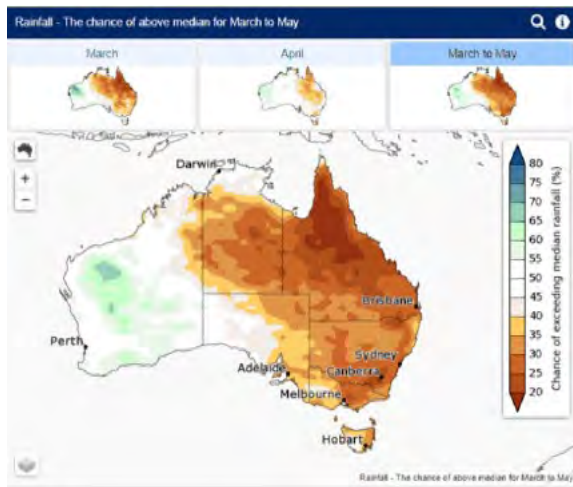 Rainfall - The chance of above median for March to May
March
April
March to May
+
−
Darwin
Brisbane
Perth
Sydney
Adelaide
Canberra
Melbourne
Hobart
80
75
70
65
60
55
50
45
40
35
30
25
20
Chance of exceeding median rainfall (%)
Rainfall - The chance of above median for March to May